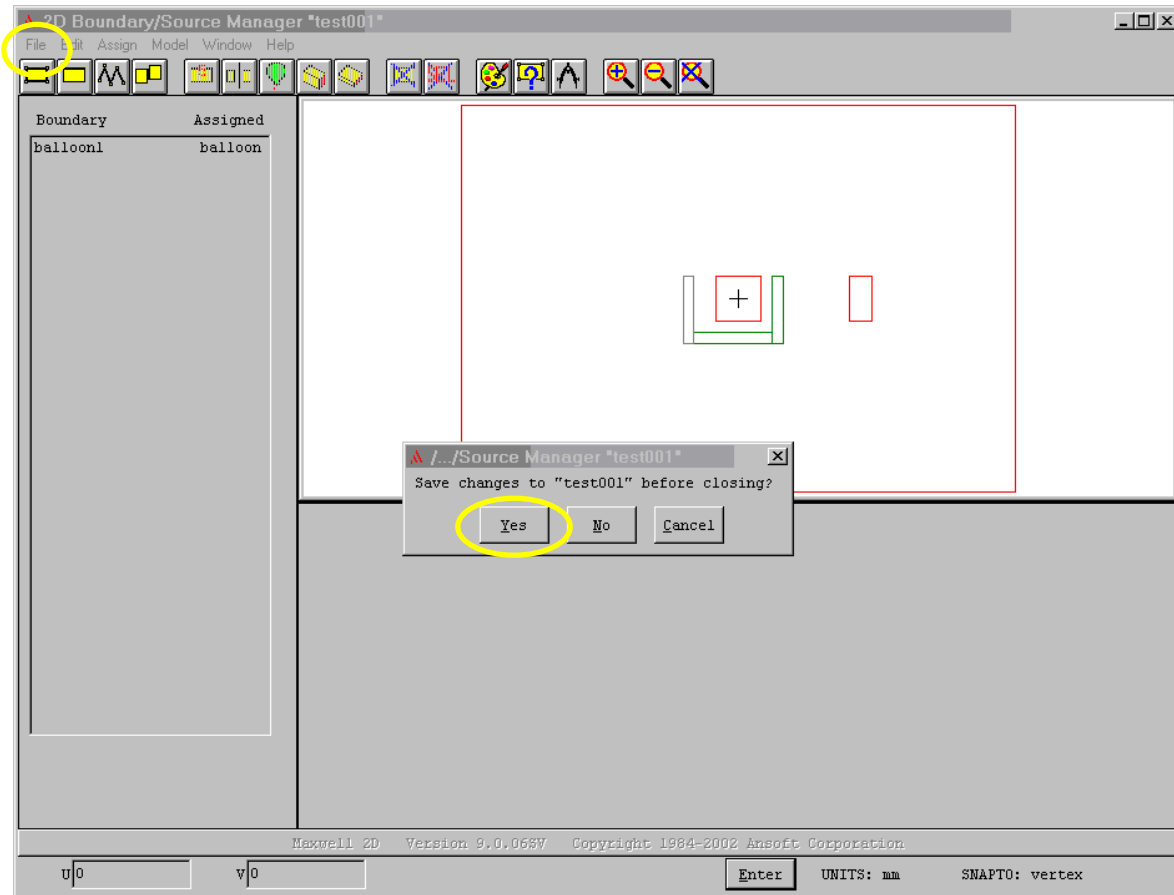 2D Boundary/Source Manager "test001"
File Edit Assign Model Window Help
Boundary Assigned
balloon1 balloon
/.../Source Manager "test001"
Save changes to "test001" before closing?
Yes No Cancel
Maxwell 2D Version 9.0.06SV Copyright 1984-2002 Ansoft Corporation
U 0 V 0 Enter UNITS: mm SNAPTO: vertex